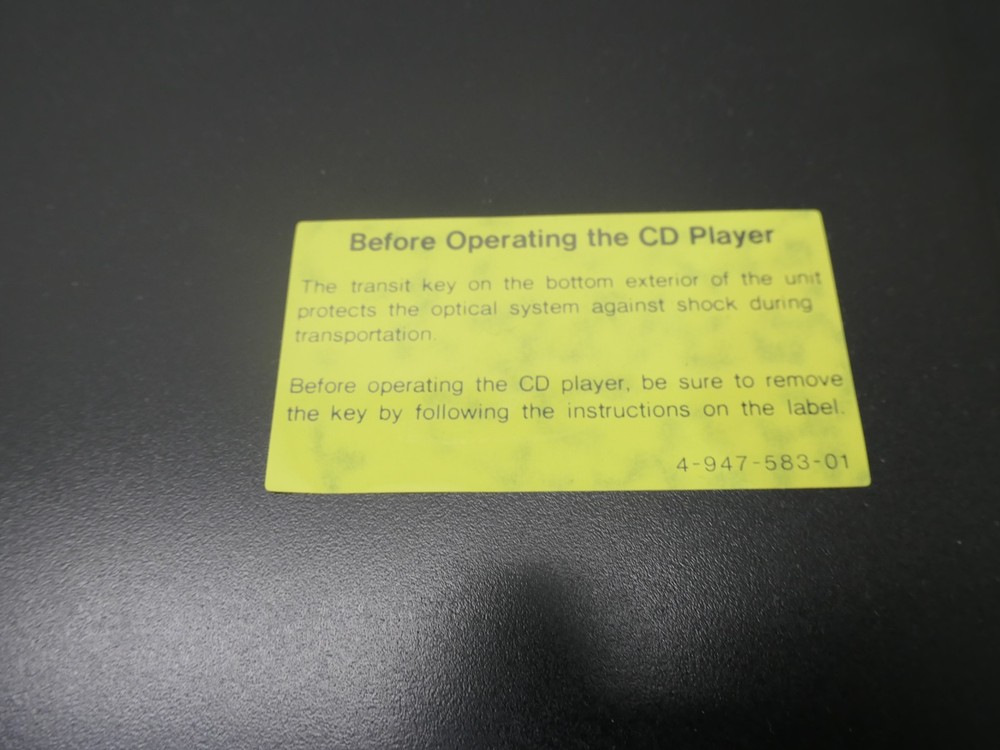 Before Operating the CD Player
The transit key on the bottom exterior of the unit
protects the optical system against shock during
transportation.
Before operating the CD player, be sure to remove
the key by following the instructions on the label.
4-947-583-01